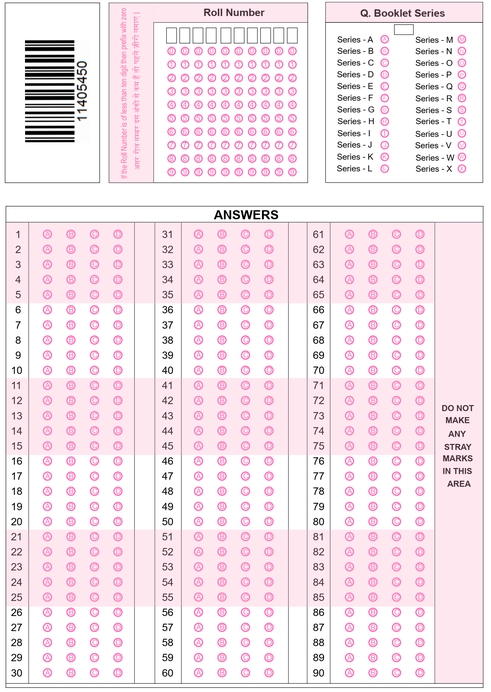 11405450
If the Roll Number is of less than ten digit then prefix with zero
अगर रोल नम्बर दस अंको से कम है तो पहले जीरो
Roll Number
0 0 0 0 0 0 0 0 0 0
1 1 1 1 1 1 1 1 1 1
2 2 2 2 2 2 2 2 2 2
3 3 3 3 3 3 3 3 3 3
4 4 4 4 4 4 4 4 4 4
5 5 5 5 5 5 5 5 5 5
6 6 6 6 6 6 6 6 6 6
7 7 7 7 7 7 7 7 7 7
8 8 8 8 8 8 8 8 8 8
9 9 9 9 9 9 9 9 9 9
Q. Booklet Series
Series - A A Series - M M
Series - B B Series - N N
Series - C C Series - O O
Series - D D Series - P P
Series - E E Series - Q Q
Series - F F Series - R R
Series - G G Series - S S
Series - H H Series - T T
Series - I I Series - U U
Series - J J Series - V V
Series - K K Series - W W
Series - L L Series - X X
ANSWERS
1 A B C D 31 A B C D 61 A B C D
2 A B C D 32 A B C D 62 A B C D
3 A B C D 33 A B C D 63 A B C D
4 A B C D 34 A B C D 64 A B C D
5 A B C D 35 A B C D 65 A B C D
6 A B C D 36 A B C D 66 A B C D
7 A B C D 37 A B C D 67 A B C D
8 A B C D 38 A B C D 68 A B C D
9 A B C D 39 A B C D 69 A B C D
10 A B C D 40 A B C D 70 A B C D
11 A B C D 41 A B C D 71 A B C D
12 A B C D 42 A B C D 72 A B C D
13 A B C D 43 A B C D 73 A B C D
14 A B C D 44 A B C D 74 A B C D
15 A B C D 45 A B C D 75 A B C D
16 A B C D 46 A B C D 76 A B C D
17 A B C D 47 A B C D 77 A B C D
18 A B C D 48 A B C D 78 A B C D
19 A B C D 49 A B C D 79 A B C D
20 A B C D 50 A B C D 80 A B C D
21 A B C D 51 A B C D 81 A B C D
22 A B C D 52 A B C D 82 A B C D
23 A B C D 53 A B C D 83 A B C D
24 A B C D 54 A B C D 84 A B C D
25 A B C D 55 A B C D 85 A B C D
26 A B C D 56 A B C D 86 A B C D
27 A B C D 57 A B C D 87 A B C D
28 A B C D 58 A B C D 88 A B C D
29 A B C D 59 A B C D 89 A B C D
30 A B C D 60 A B C D 90 A B C D
DO NOT
MAKE
ANY
STRAY
MARKS
IN THIS
AREA